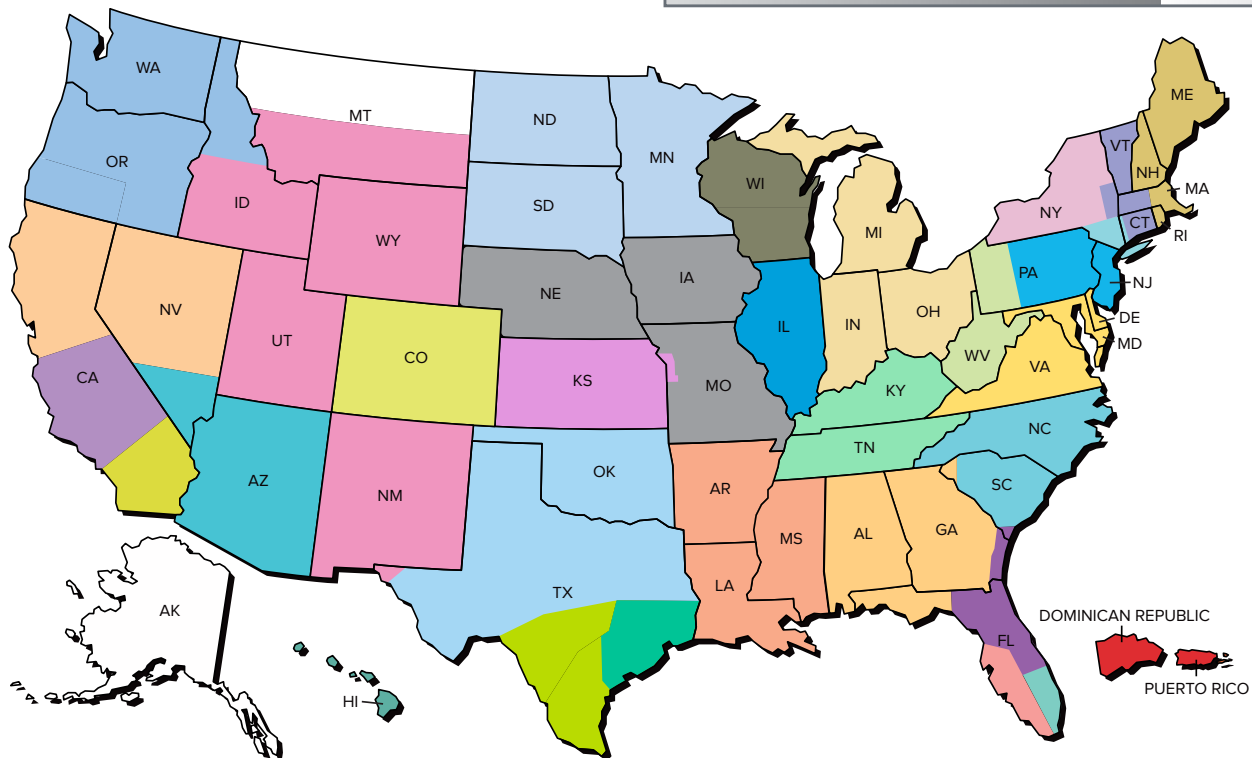 WA
OR
MT
ID
WY
ND
SD
MN
WI
MI
NE
IA
NV
UT
CO
KS
MO
IL
IN
OH
CA
AZ
NM
OK
TX
AR
LA
MS
AL
GA
TN
KY
WV
VA
NC
SC
FL
PA
NY
VT
NH
ME
MA
CT
RI
NJ
DE
MD
AK
HI
DOMINICAN REPUBLIC
PUERTO RICO